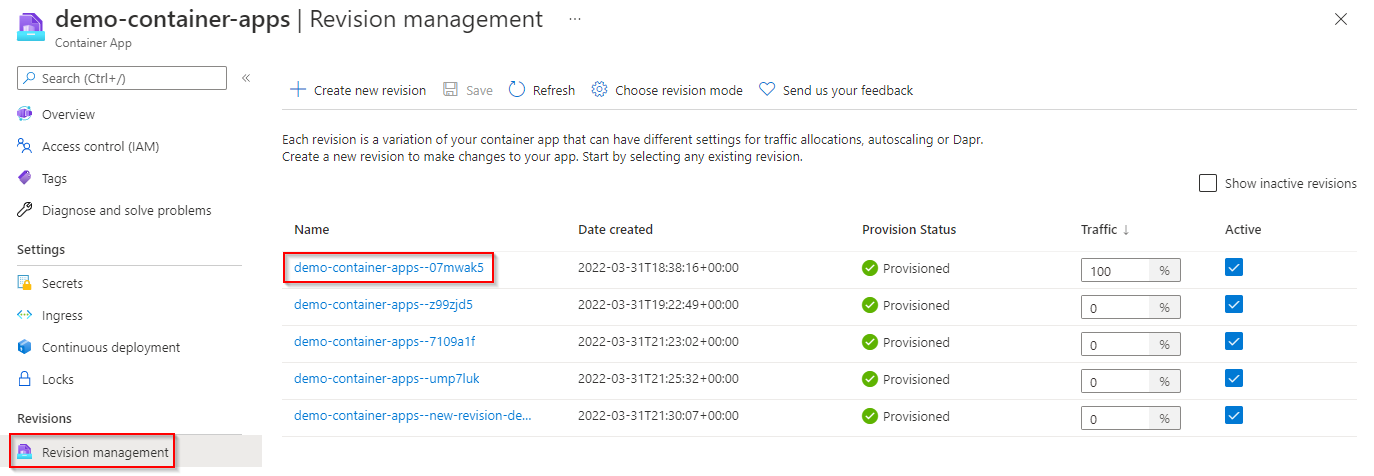 demo-container-apps | Revision management ...
Container App
Search (Ctrl+/)
«
Overview
Access control (IAM)
Tags
Diagnose and solve problems
Settings
Secrets
Ingress
Continuous deployment
Locks
Revisions
Revision management
Create new revision Save Refresh Choose revision mode Send us your feedback
Each revision is a variation of your container app that can have different settings for traffic allocations, autoscaling or Dapr.
Create a new revision to make changes to your app. Start by selecting any existing revision.
Show inactive revisions
Name Date created Provision Status Traffic ↓ Active
demo-container-apps--07mwak5 2022-03-31T18:38:16+00:00 Provisioned 100 %
demo-container-apps--z99zjd5 2022-03-31T19:22:49+00:00 Provisioned 0 %
demo-container-apps--7109a1f 2022-03-31T21:23:02+00:00 Provisioned 0 %
demo-container-apps--ump7luk 2022-03-31T21:25:32+00:00 Provisioned 0 %
demo-container-apps--new-revision-de... 2022-03-31T21:30:07+00:00 Provisioned 0 %